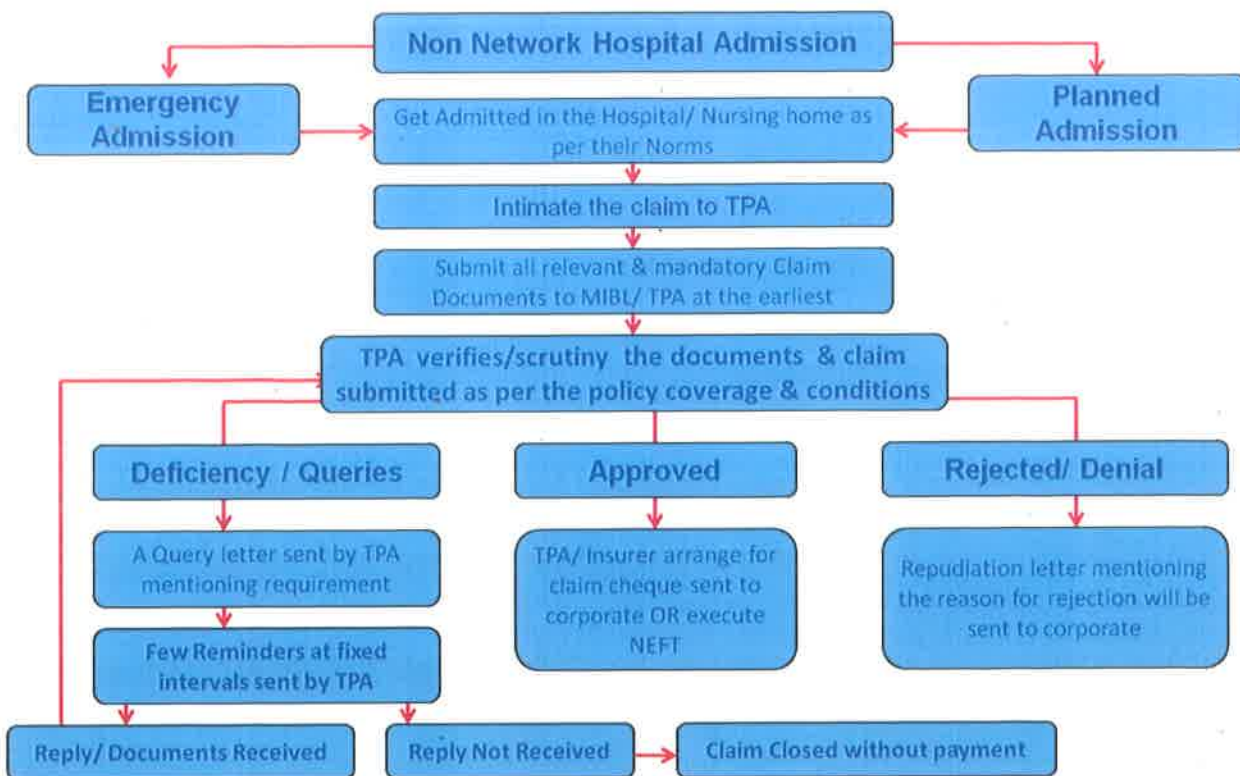 Non Network Hospital Admission
Emergency
Admission
Get Admitted in the Hospital/ Nursing home as
per their Norms
Planned
Admission
Intimate the claim to TPA
Submit all relevant & mandatory Claim
Documents to MIBL/ TPA at the earliest
TPA verifies/scrutiny the documents & claim
submitted as per the policy coverage & conditions
Deficiency / Queries
Approved
Rejected/ Denial
A Query letter sent by TPA
mentioning requirement
TPA/ Insurer arrange for
claim cheque sent to
corporate OR execute
NEFT
Repudiation letter mentioning
the reason for rejection will be
sent to corporate
Few Reminders at fixed
intervals sent by TPA
Reply/ Documents Received
Reply Not Received
Claim Closed without payment